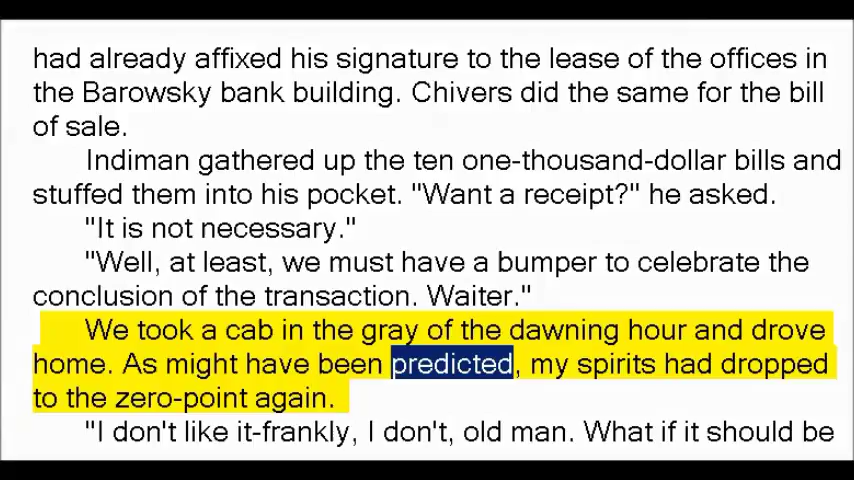 had already affixed his signature to the lease of the offices in
the Barowsky bank building. Chivers did the same for the bill
of sale.
Indiman gathered up the ten one-thousand-dollar bills and
stuffed them into his pocket. "Want a receipt?" he asked.
"It is not necessary."
"Well, at least, we must have a bumper to celebrate the
conclusion of the transaction. Waiter."
We took a cab in the gray of the dawning hour and drove
home. As might have been predicted, my spirits had dropped
to the zero-point again.
"I don't like it-frankly, I don't, old man. What if it should be